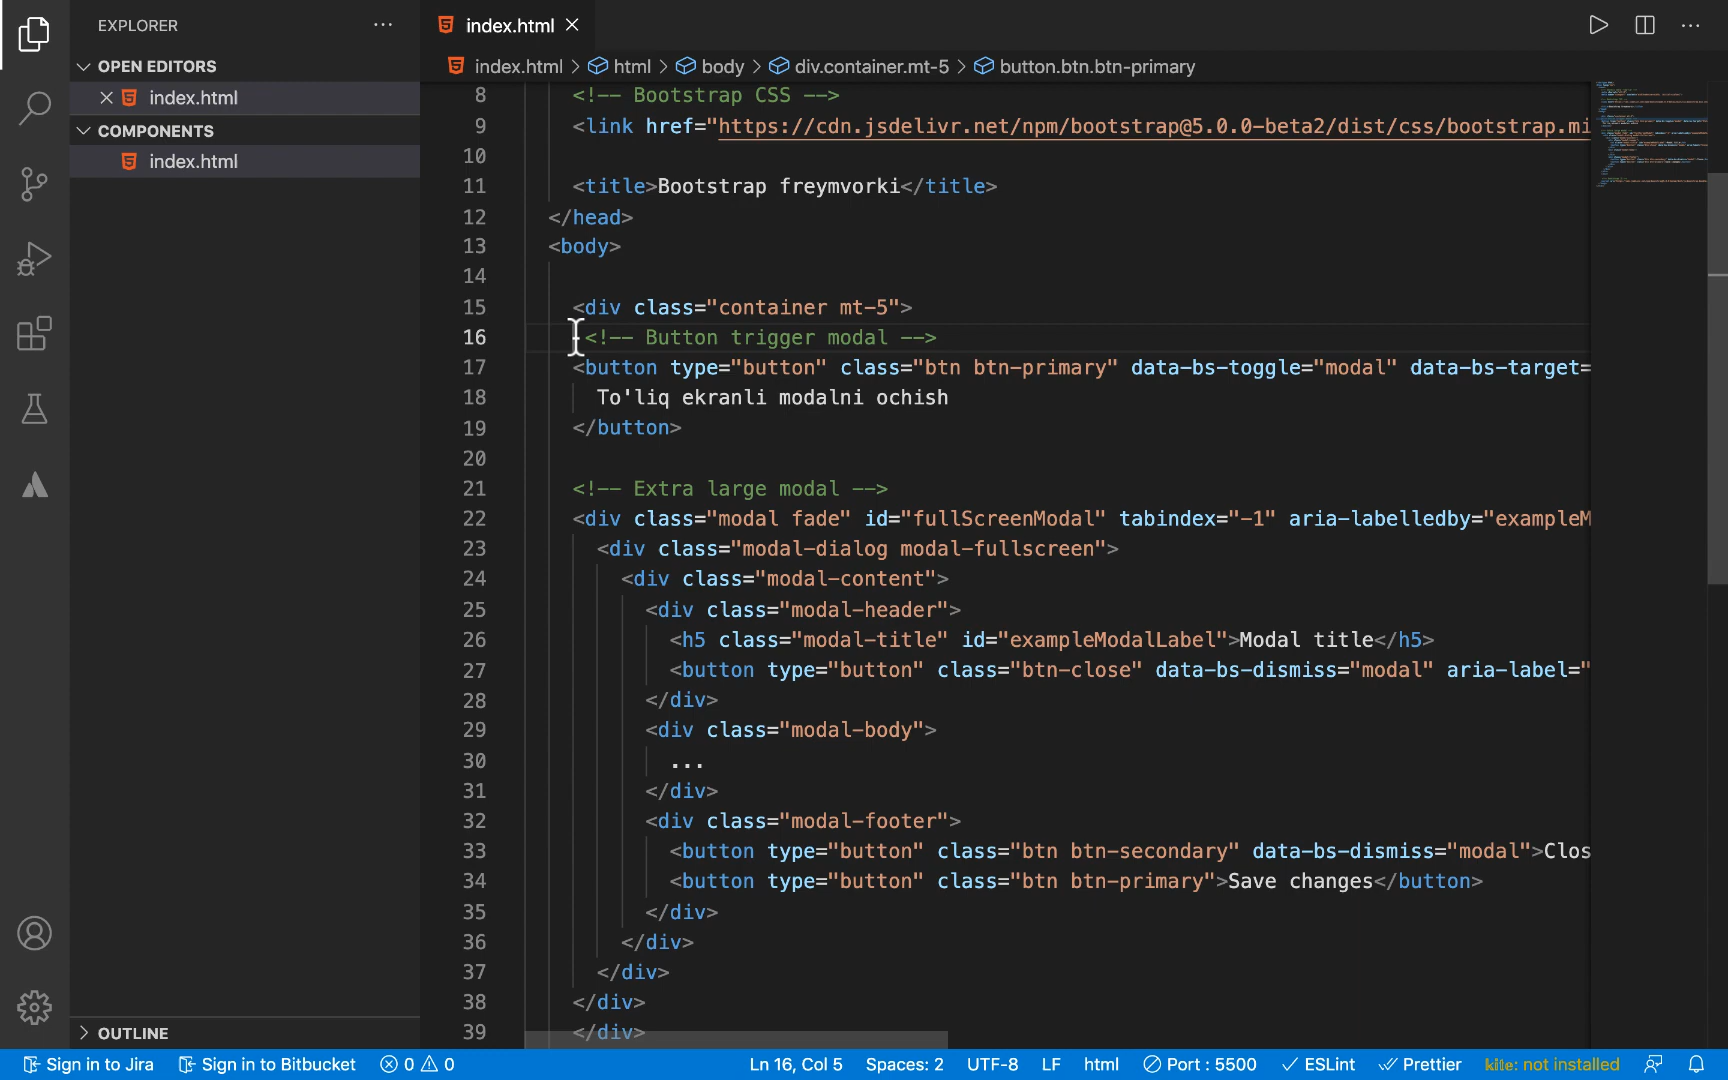 EXPLORER
OPEN EDITORS
index.html
COMPONENTS
index.html
OUTLINE
index.html
index.html > html > body > div.container.mt-5 > button.btn.btn-primary
8 <!-- Bootstrap CSS -->
9 <link href="https://cdn.jsdelivr.net/npm/bootstrap@5.0.0-beta2/dist/css/bootstrap.mi
10
11 <title>Bootstrap freymvorki</title>
12 </head>
13 <body>
14
15 <div class="container mt-5">
16 <!-- Button trigger modal -->
17 <button type="button" class="btn btn-primary" data-bs-toggle="modal" data-bs-target=
18 To'liq ekranli modalni ochish
19 </button>
20
21 <!-- Extra large modal -->
22 <div class="modal fade" id="fullScreenModal" tabindex="-1" aria-labelledby="exampleM
23 <div class="modal-dialog modal-fullscreen">
24 <div class="modal-content">
25 <div class="modal-header">
26 <h5 class="modal-title" id="exampleModalLabel">Modal title</h5>
27 <button type="button" class="btn-close" data-bs-dismiss="modal" aria-label="
28 </div>
29 <div class="modal-body">
30 ...
31 </div>
32 <div class="modal-footer">
33 <button type="button" class="btn btn-secondary" data-bs-dismiss="modal">Clos
34 <button type="button" class="btn btn-primary">Save changes</button>
35 </div>
36 </div>
37 </div>
38 </div>
39 </div>
Sign in to Jira Sign in to Bitbucket 0 0 Ln 16, Col 5 Spaces: 2 UTF-8 LF html Port : 5500 ESLint Prettier kite: not installed